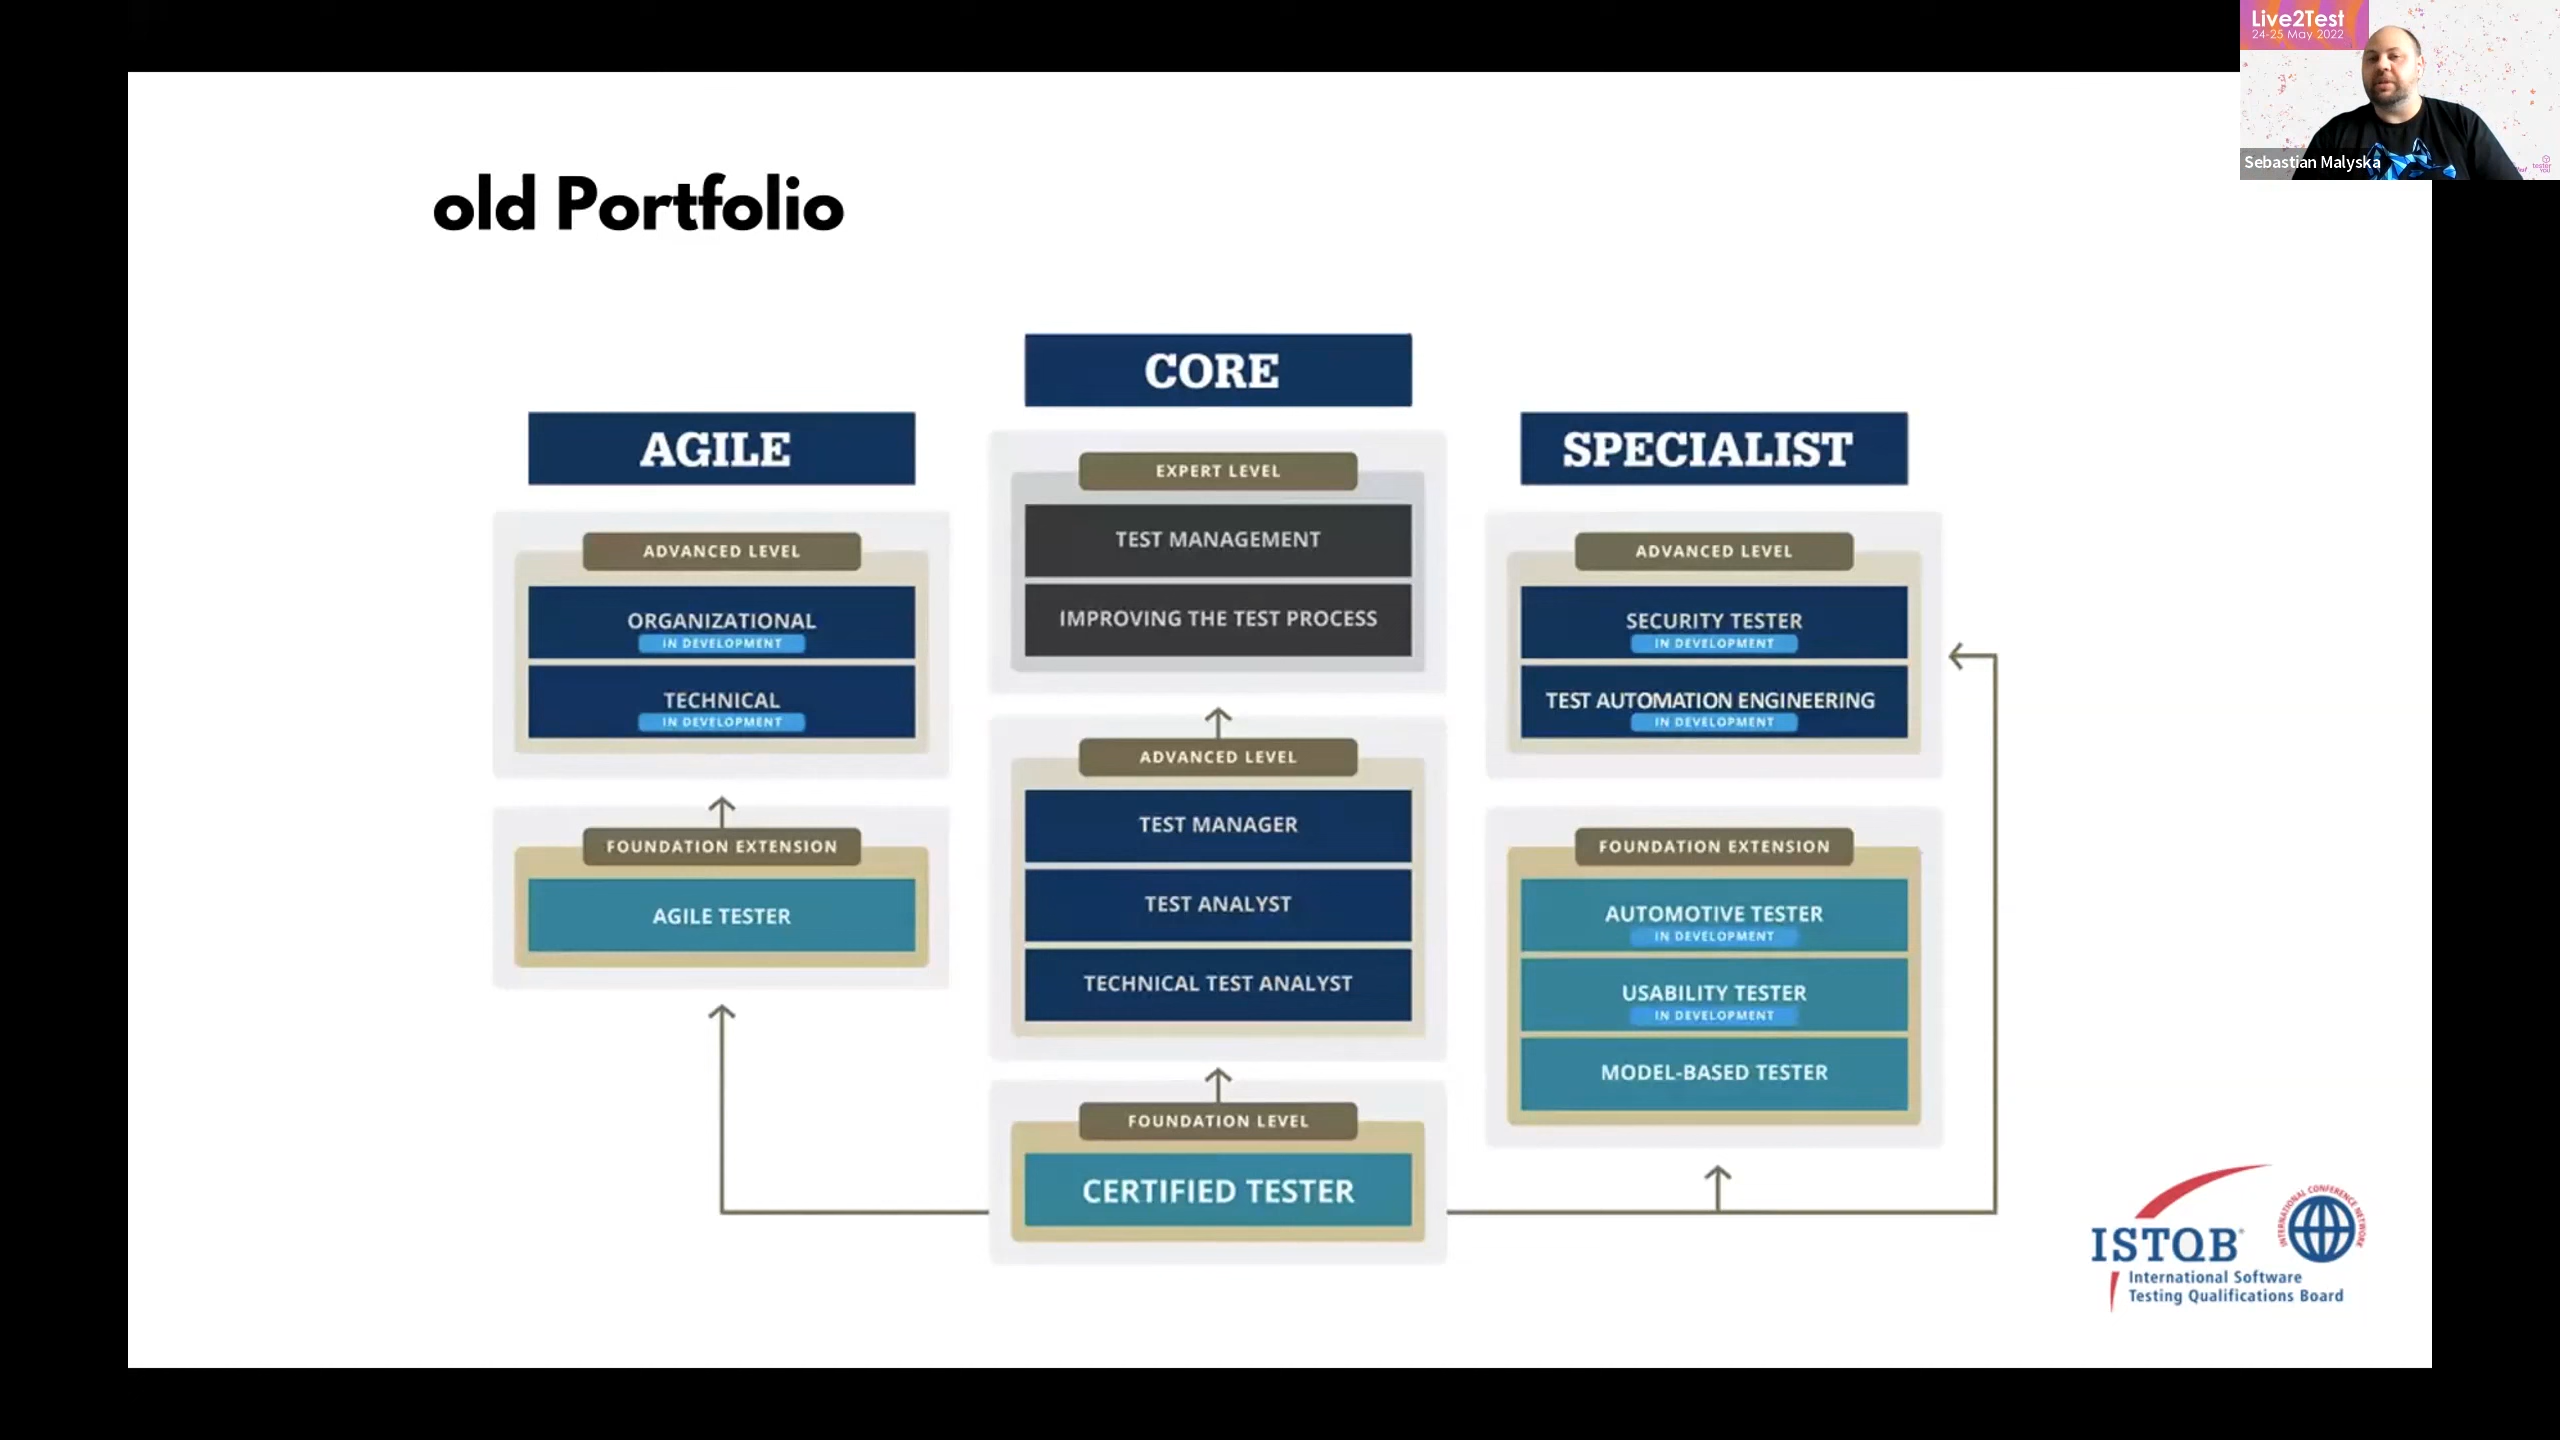 Live2Test
24-25 May 2022
Sebastian Malyska
old Portfolio
AGILE
ADVANCED LEVEL
ORGANIZATIONAL
IN DEVELOPMENT
TECHNICAL
IN DEVELOPMENT
FOUNDATION EXTENSION
AGILE TESTER
CORE
EXPERT LEVEL
TEST MANAGEMENT
IMPROVING THE TEST PROCESS
ADVANCED LEVEL
TEST MANAGER
TEST ANALYST
TECHNICAL TEST ANALYST
FOUNDATION LEVEL
CERTIFIED TESTER
SPECIALIST
ADVANCED LEVEL
SECURITY TESTER
IN DEVELOPMENT
TEST AUTOMATION ENGINEERING
IN DEVELOPMENT
FOUNDATION EXTENSION
AUTOMOTIVE TESTER
IN DEVELOPMENT
USABILITY TESTER
IN DEVELOPMENT
MODEL-BASED TESTER
ISTQB
International Software
Testing Qualifications Board
INTERNATIONAL CONFERENCE NETWORK